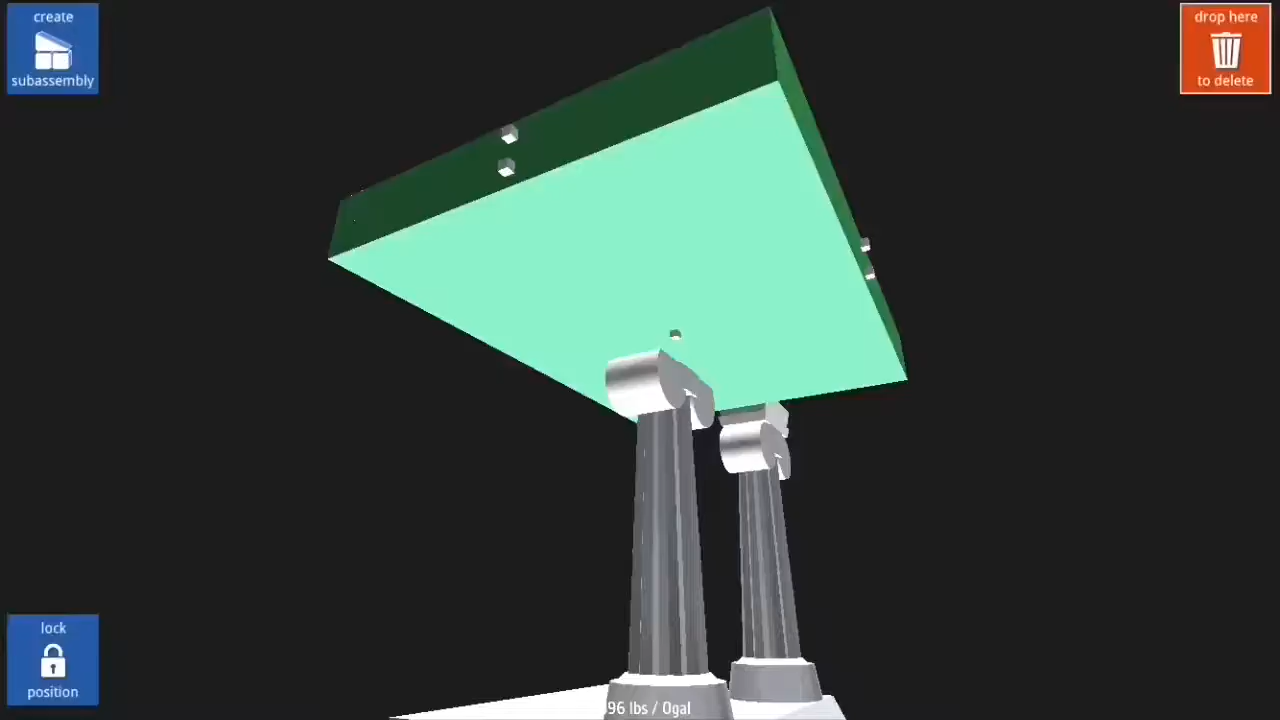 create
subassembly
drop here
to delete
lock
position
96 lbs / 0gal